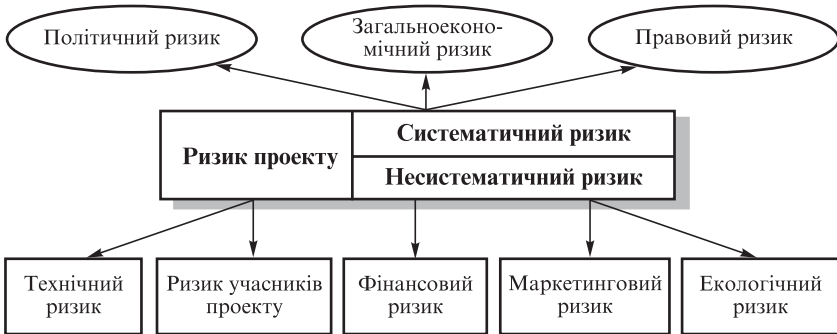 Політичний ризик
Загальноеконо-
мічний ризик
Правовий ризик
Ризик проекту
Систематичний ризик
Несистематичний ризик
Технічний
ризик
Ризик учасників
проекту
Фінансовий
ризик
Маркетинговий
ризик
Екологічний
ризик